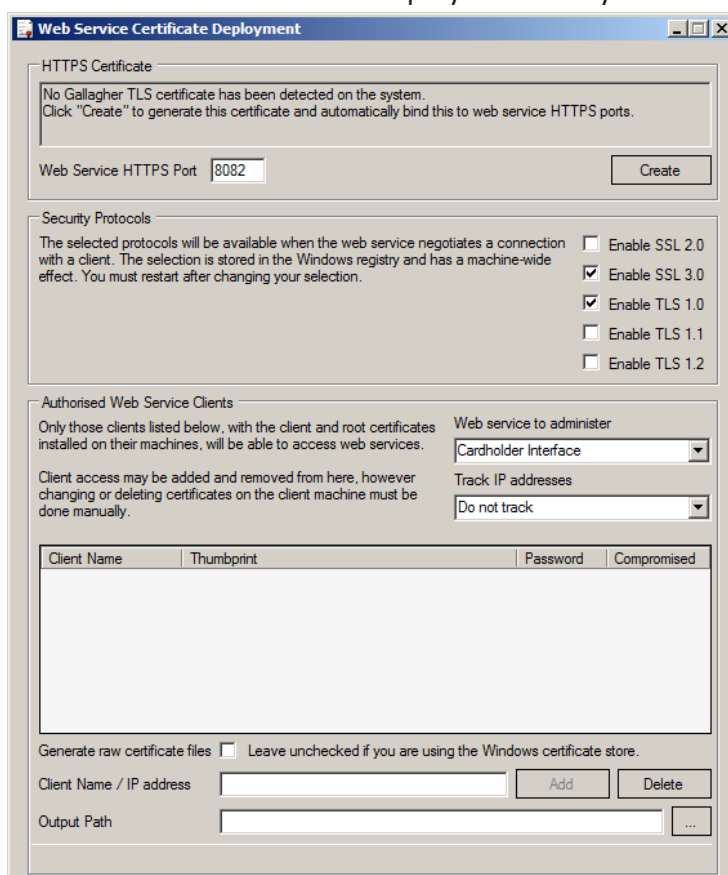 Web Service Certificate Deployment
HTTPS Certificate
No Gallagher TLS certificate has been detected on the system.
Click "Create" to generate this certificate and automatically bind this to web service HTTPS ports.
Web Service HTTPS Port 8082 Create
Security Protocols
The selected protocols will be available when the web service negotiates a connection
with a client. The selection is stored in the Windows registry and has a machine-wide
effect. You must restart after changing your selection.
Enable SSL 2.0
Enable SSL 3.0
Enable TLS 1.0
Enable TLS 1.1
Enable TLS 1.2
Authorised Web Service Clients
Only those clients listed below, with the client and root certificates
installed on their machines, will be able to access web services.
Client access may be added and removed from here, however
changing or deleting certificates on the client machine must be
done manually.
Web service to administer
Cardholder Interface
Track IP addresses
Do not track
Client Name Thumbprint Password Compromised
Generate raw certificate files Leave unchecked if you are using the Windows certificate store.
Client Name / IP address Add Delete
Output Path ...